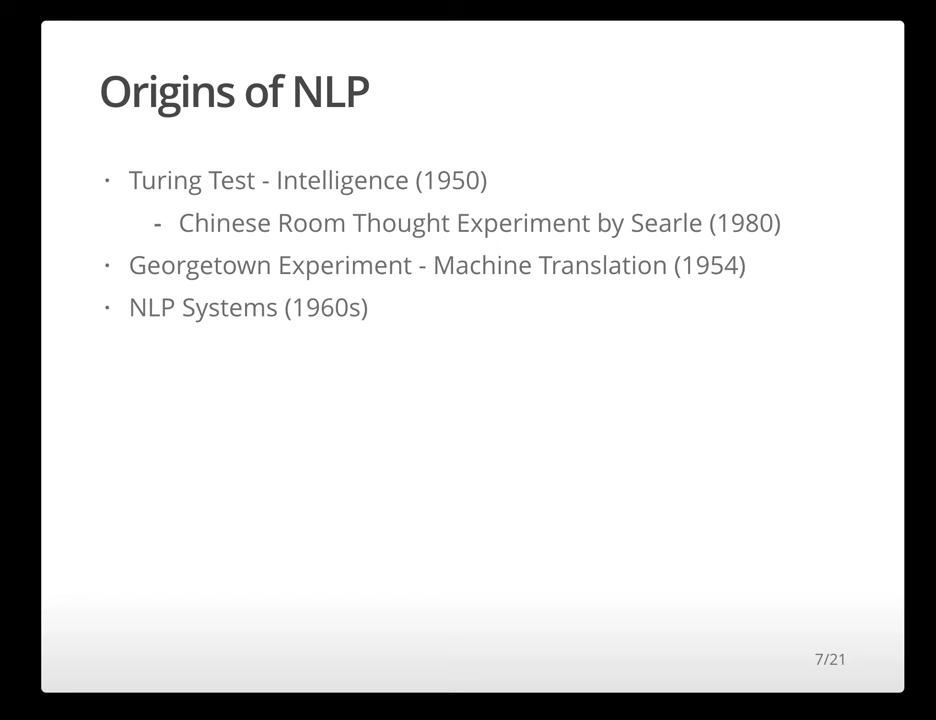 Origins of NLP
· Turing Test - Intelligence (1950)
- Chinese Room Thought Experiment by Searle (1980)
· Georgetown Experiment - Machine Translation (1954)
· NLP Systems (1960s)
7/21